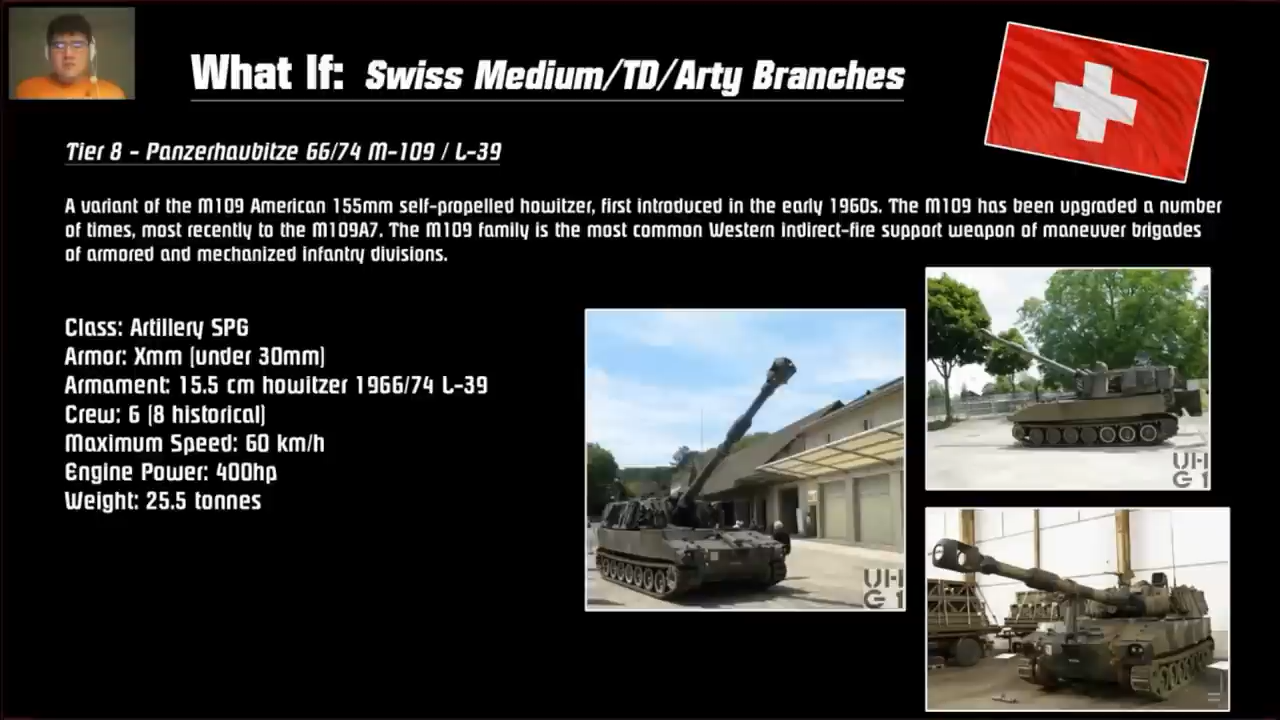 What If: Swiss Medium/TD/Arty Branches
Tier 8 - Panzerhaubitze 66/74 M-109 / L-39
A variant of the M109 American 155mm self-propelled howitzer, first introduced in the early 1960s. The M109 has been upgraded a number
of times, most recently to the M109A7. The M109 family is the most common Western indirect-fire support weapon of maneuver brigades
of armored and mechanized infantry divisions.
Class: Artillery SPG
Armor: Xmm (under 30mm)
Armament: 15.5 cm howitzer 1966/74 L-39
Crew: 6 (8 historical)
Maximum Speed: 60 km/h
Engine Power: 400hp
Weight: 25.5 tonnes
UH
G 1
UH
G 1